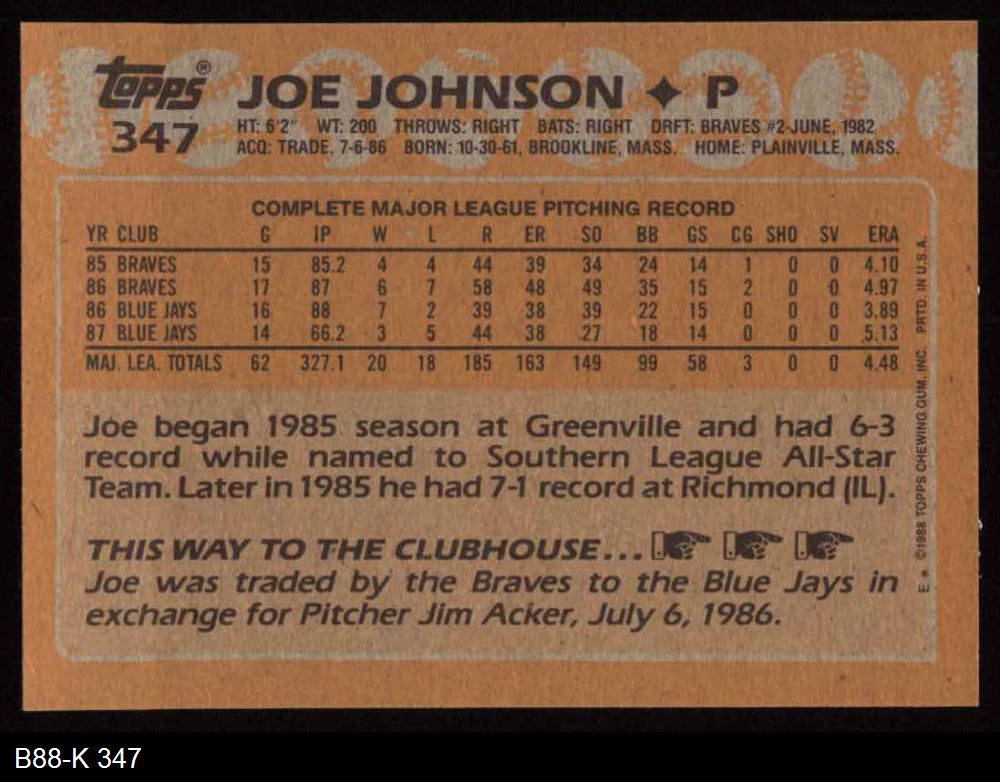 topps® JOE JOHNSON ✦ P
347 HT: 6'2" WT: 200 THROWS: RIGHT BATS: RIGHT DRFT: BRAVES #2-JUNE, 1982
ACQ: TRADE, 7-6-86 BORN: 10-30-61, BROOKLINE, MASS. HOME: PLAINVILLE, MASS.
COMPLETE MAJOR LEAGUE PITCHING RECORD
YR CLUB G IP W L R ER SO BB GS CG SHO SV ERA
85 BRAVES 15 85.2 4 4 44 39 34 24 14 1 0 0 4.10
86 BRAVES 17 87 6 7 58 48 49 35 15 2 0 0 4.97
86 BLUE JAYS 16 88 7 2 39 38 39 22 15 0 0 0 3.89
87 BLUE JAYS 14 66.2 3 5 44 38 27 18 14 0 0 0 5.13
MAJ. LEA. TOTALS 62 327.1 20 18 185 163 149 99 58 3 0 0 4.48
Joe began 1985 season at Greenville and had 6-3
record while named to Southern League All-Star
Team. Later in 1985 he had 7-1 record at Richmond (IL).
THIS WAY TO THE CLUBHOUSE...
Joe was traded by the Braves to the Blue Jays in
exchange for Pitcher Jim Acker, July 6, 1986.
E✶ ©1988 TOPPS CHEWING GUM, INC. PRTD. IN U.S.A.
B88-K 347